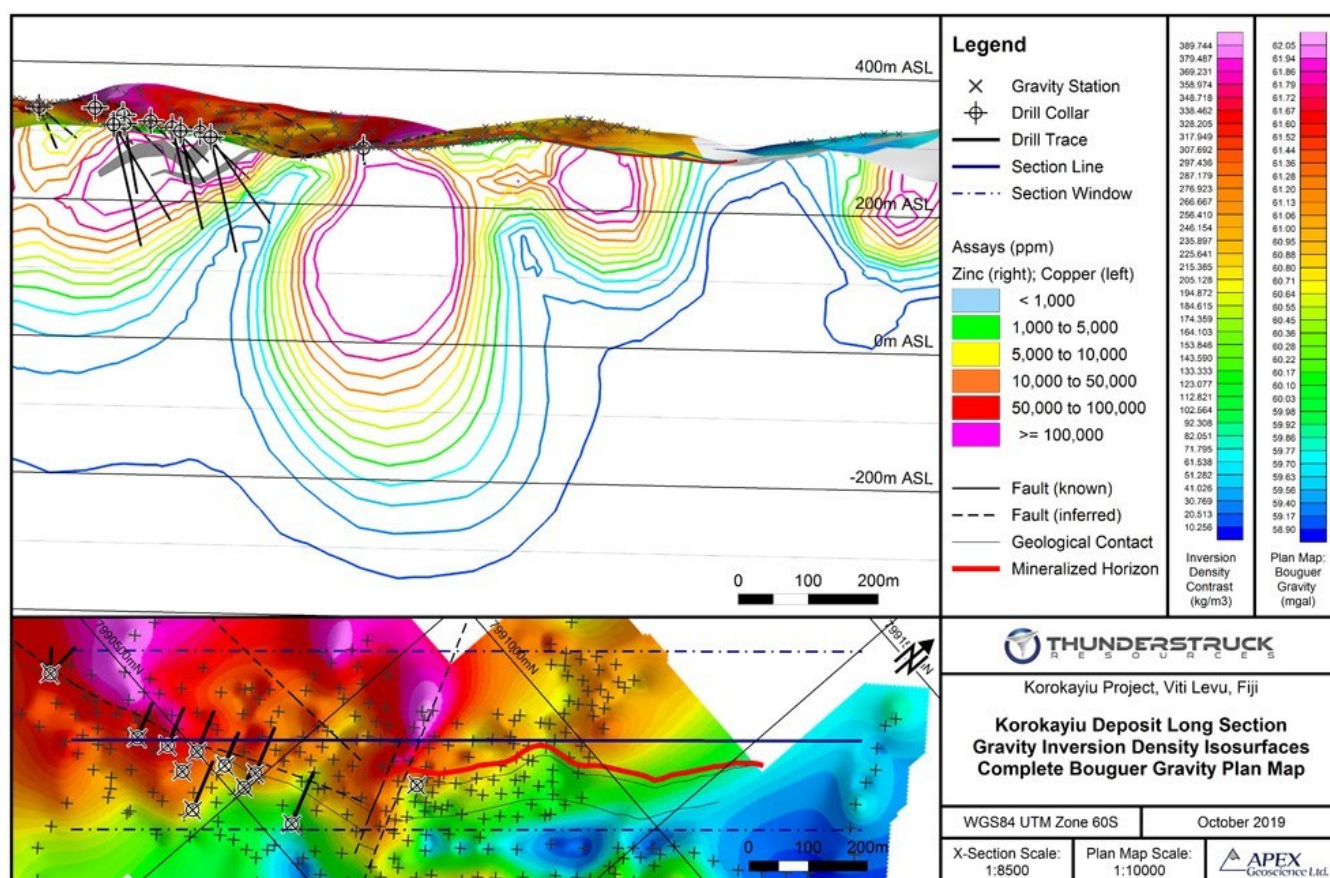 400m ASL
200m ASL
0m ASL
-200m ASL
0 100 200m
Legend
Gravity Station
Drill Collar
Drill Trace
Section Line
Section Window
Assays (ppm)
Zinc (right); Copper (left)
< 1,000
1,000 to 5,000
5,000 to 10,000
10,000 to 50,000
50,000 to 100,000
>= 100,000
Fault (known)
Fault (inferred)
Geological Contact
Mineralized Horizon
389.744
379.487
369.231
358.974
348.718
338.462
328.205
317.949
307.692
297.436
287.179
276.923
266.667
256.410
246.154
235.897
225.641
215.385
205.128
194.872
184.615
174.359
164.103
153.846
143.590
133.333
123.077
112.821
102.564
92.308
82.051
71.795
61.538
51.282
41.026
30.769
20.513
10.256
Inversion
Density
Contrast
(kg/m3)
62.05
61.94
61.86
61.79
61.72
61.67
61.60
61.52
61.44
61.36
61.28
61.20
61.13
61.06
61.00
60.95
60.88
60.80
60.71
60.64
60.55
60.45
60.36
60.28
60.22
60.17
60.10
60.03
59.98
59.92
59.86
59.77
59.70
59.63
59.56
59.40
59.17
58.90
Plan Map:
Bouguer
Gravity
(mgal)
7990500mN
7991000mN
N
0 100 200m
THUNDERSTRUCK
RESOURCES
Korokayiu Project, Viti Levu, Fiji
Korokayiu Deposit Long Section
Gravity Inversion Density Isosurfaces
Complete Bouguer Gravity Plan Map
WGS84 UTM Zone 60S
October 2019
X-Section Scale:
1:8500
Plan Map Scale:
1:10000
APEX
Geoscience Ltd.